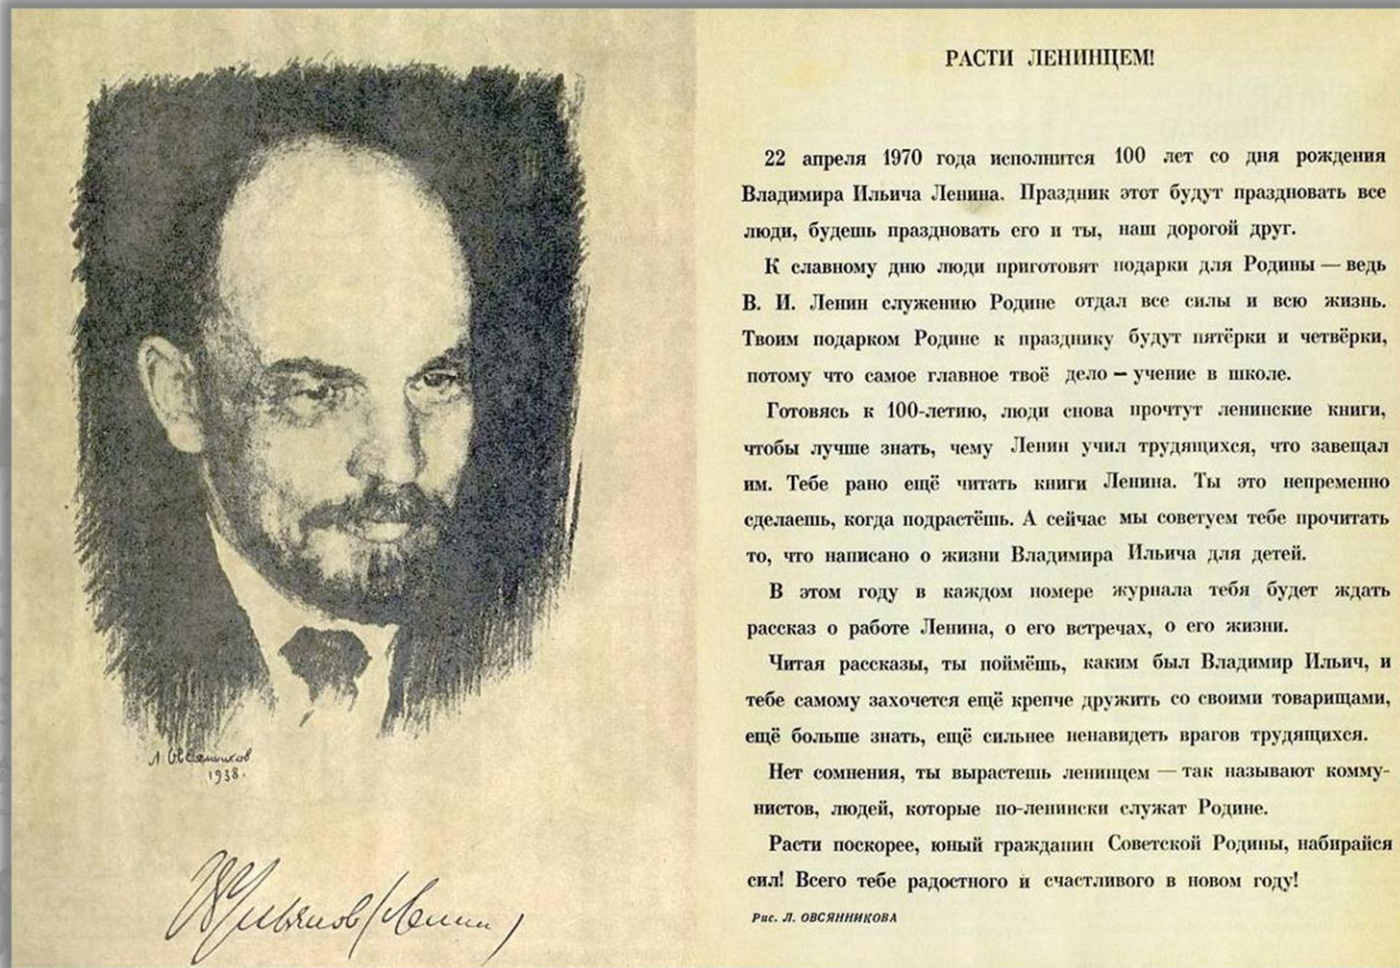 Л Овсянников
1938.
В Ульянов (Ленин)
РАСТИ ЛЕНИНЦЕМ!
22 апреля 1970 года исполнится 100 лет со дня рождения
Владимира Ильича Ленина. Праздник этот будут праздновать все
люди, будешь праздновать его и ты, наш дорогой друг.
К славному дню люди приготовят подарки для Родины — ведь
В. И. Ленин служению Родине отдал все силы и всю жизнь.
Твоим подарком Родине к празднику будут пятёрки и четвёрки,
потому что самое главное твоё дело — учение в школе.
Готовясь к 100-летию, люди снова прочтут ленинские книги,
чтобы лучше знать, чему Ленин учил трудящихся, что завещал
им. Тебе рано ещё читать книги Ленина. Ты это непременно
сделаешь, когда подрастёшь. А сейчас мы советуем тебе прочитать
то, что написано о жизни Владимира Ильича для детей.
В этом году в каждом номере журнала тебя будет ждать
рассказ о работе Ленина, о его встречах, о его жизни.
Читая рассказы, ты поймёшь, каким был Владимир Ильич, и
тебе самому захочется ещё крепче дружить со своими товарищами,
ещё больше знать, ещё сильнее ненавидеть врагов трудящихся.
Нет сомнения, ты вырастешь ленинцем — так называют комму-
нистов, людей, которые по-ленински служат Родине.
Расти поскорее, юный гражданин Советской Родины, набирайся
сил! Всего тебе радостного и счастливого в новом году!
Рис. Л. ОВСЯННИКОВА